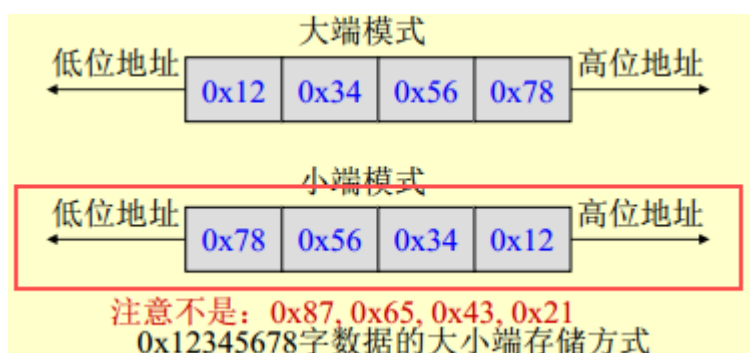 大端模式
低位地址 0x12 0x34 0x56 0x78 高位地址
小端模式
低位地址 0x78 0x56 0x34 0x12 高位地址
注意不是：0x87, 0x65, 0x43, 0x21
0x12345678字数据的大小端存储方式